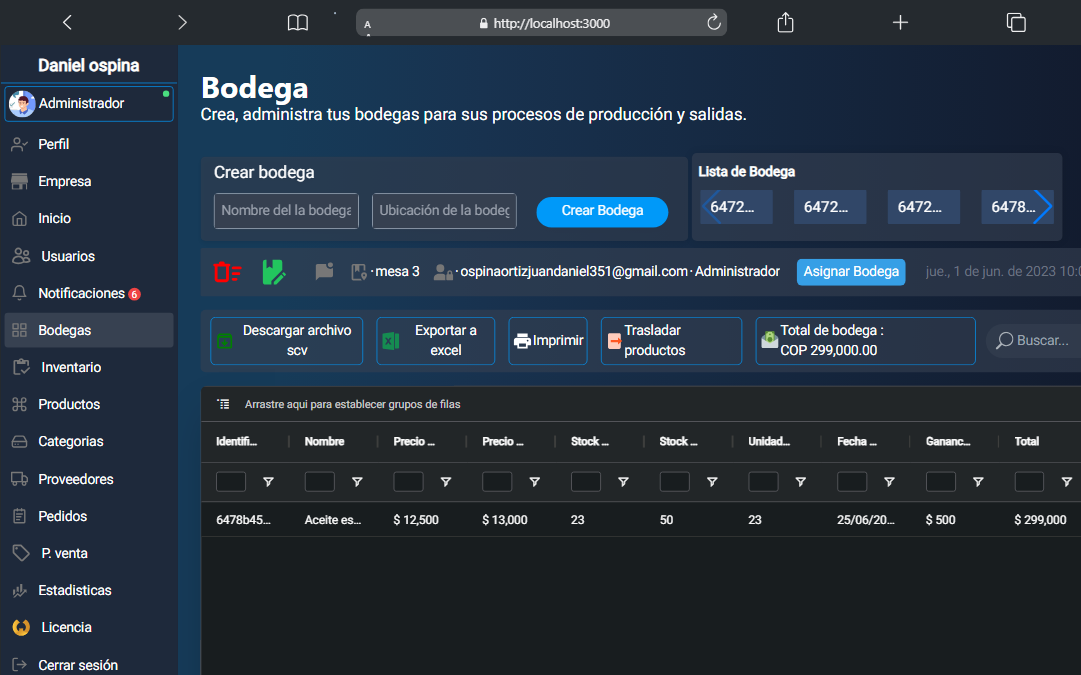 A
http://localhost:3000
Daniel ospina
Administrador
Perfil
Empresa
Inicio
Usuarios
Notificaciones 6
Bodegas
Inventario
Productos
Categorias
Proveedores
Pedidos
P. venta
Estadisticas
Licencia
Cerrar sesión
Bodega
Crea, administra tus bodegas para sus procesos de producción y salidas.
Crear bodega
Nombre del la bodega
Ubicación de la bodeg
Crear Bodega
Lista de Bodega
6472...
6472...
6472...
6478...
· mesa 3
· ospinaortizjuandaniel351@gmail.com · Administrador
Asignar Bodega
jue., 1 de jun. de 2023 10:0
Descargar archivo
scv
Exportar a
excel
Imprimir
Trasladar
productos
Total de bodega :
COP 299,000.00
Buscar...
Arrastre aqui para establecer grupos de filas
Identifi... Nombre Precio ... Precio ... Stock ... Stock ... Unidad... Fecha ... Gananc... Total
6478b45... Aceite es... $ 12,500 $ 13,000 23 50 23 25/06/20... $ 500 $ 299,000